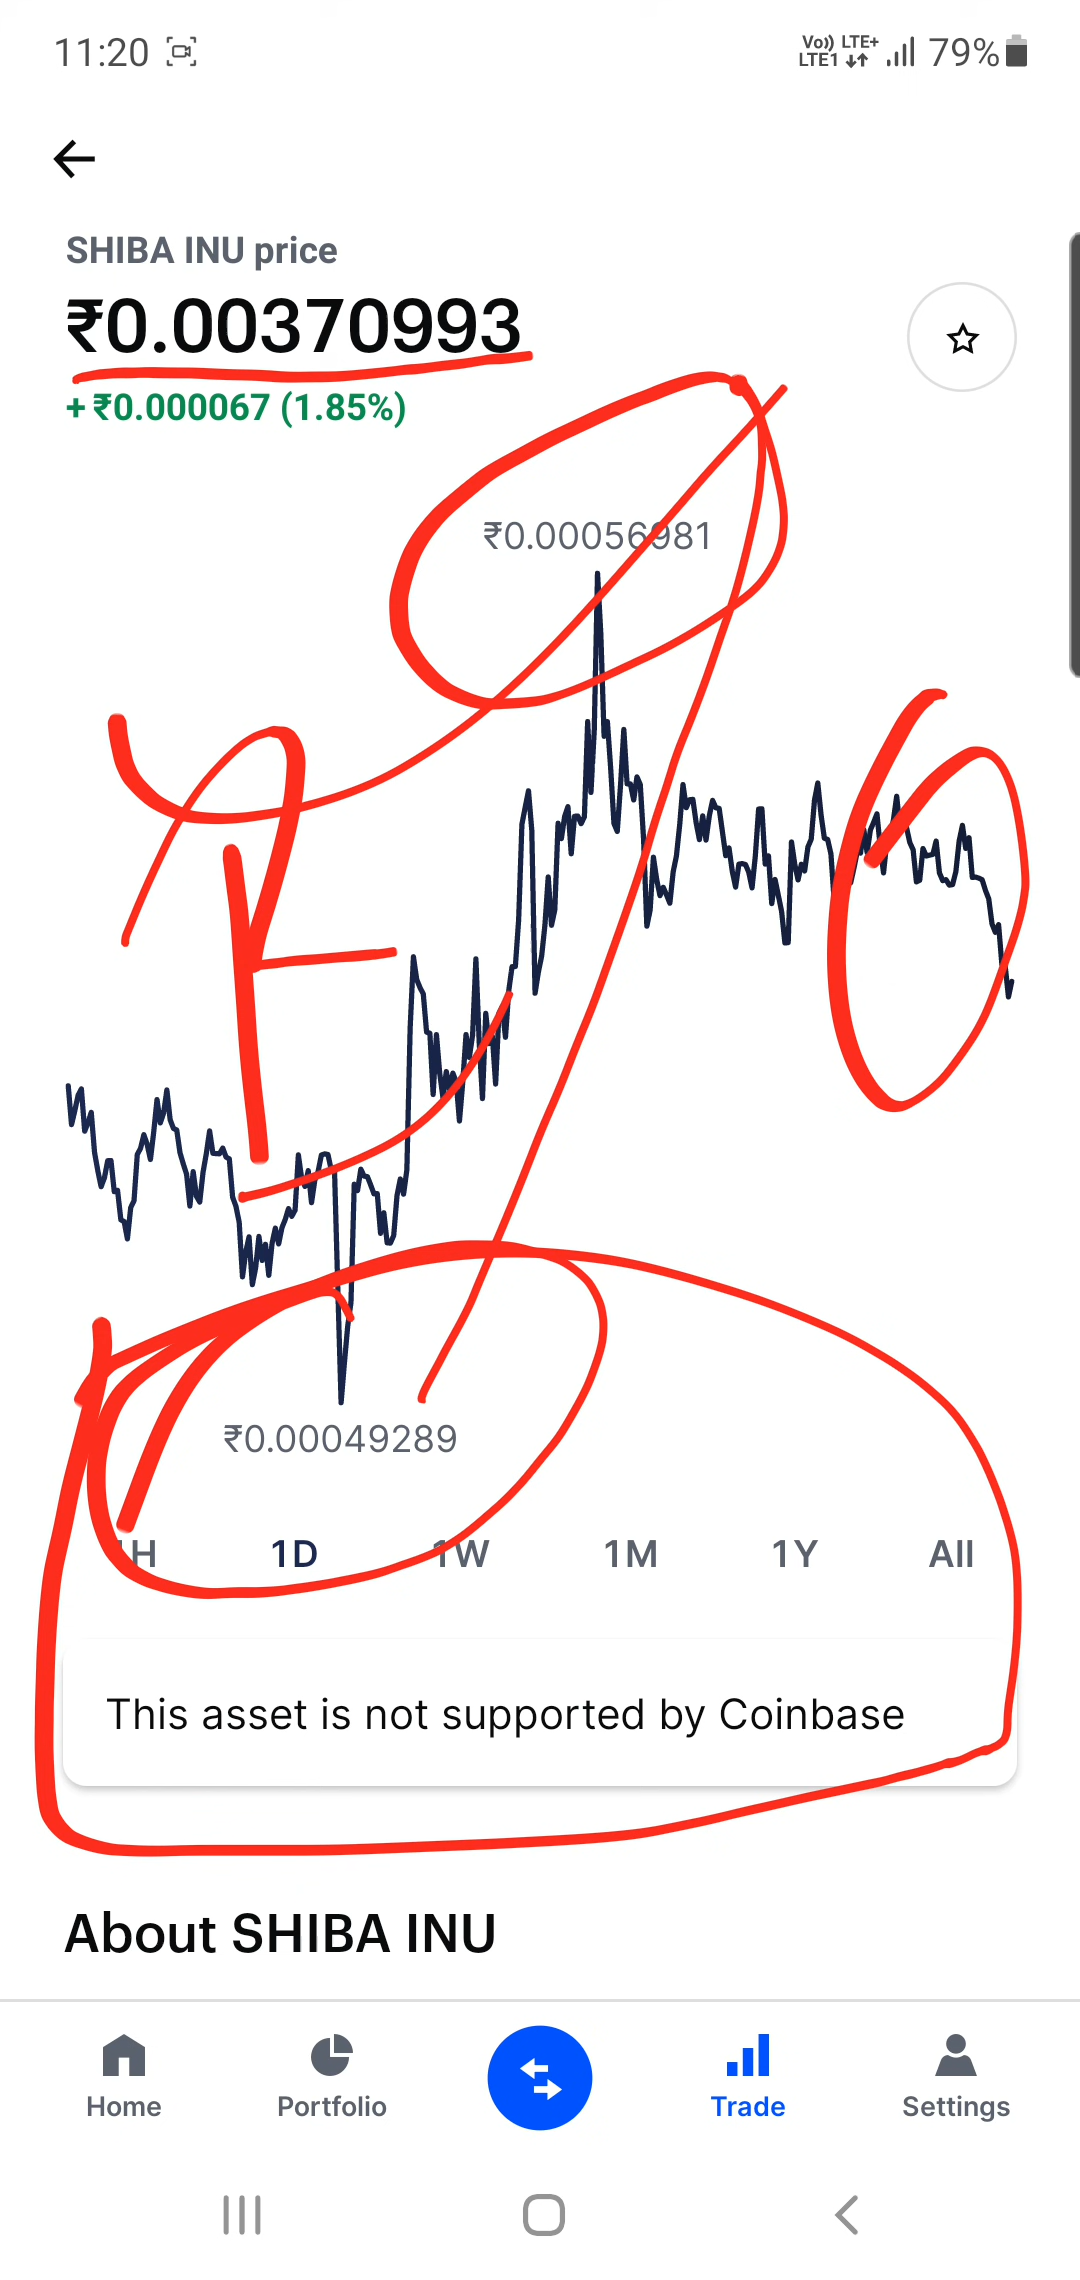 11:20 Vo)) LTE+ LTE1 79%
SHIBA INU price
₹0.00370993
+ ₹0.000067 (1.85%)
₹0.00056981
₹0.00049289
1D 1W 1M 1Y All
This asset is not supported by Coinbase
About SHIBA INU
Home Portfolio Trade Settings